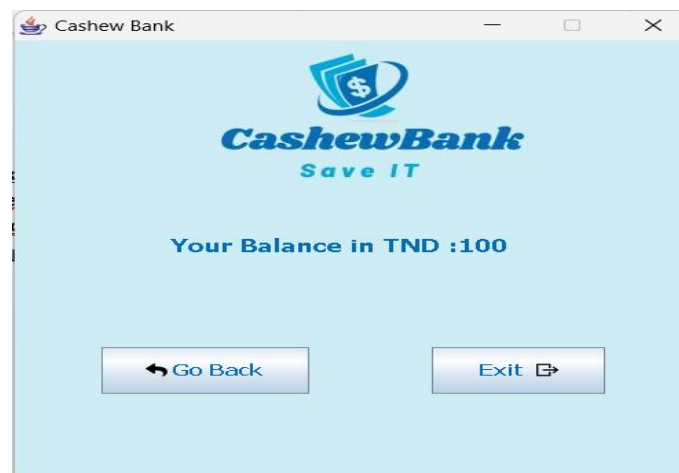 Cashew Bank
$
CashewBank
Save IT
Your Balance in TND :100
Go Back
Exit